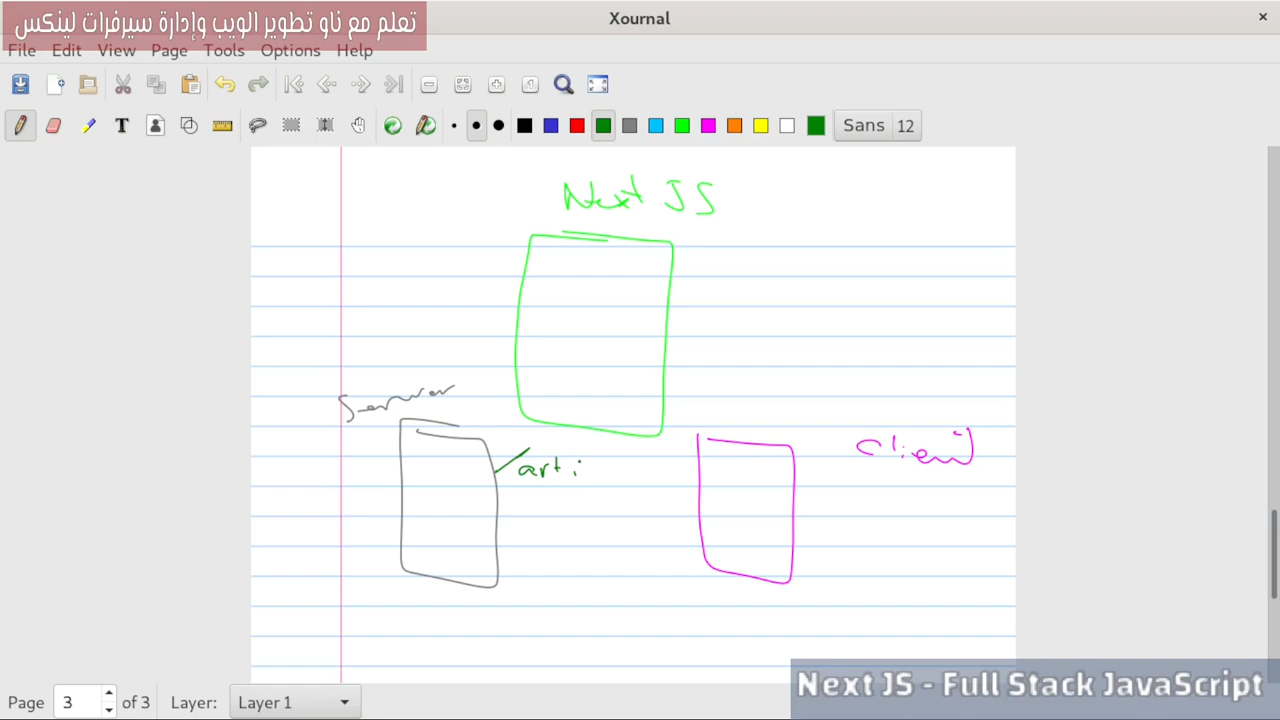 Xournal
تعلم مع ناو تطوير الويب وإدارة سيرفرات لينكس
File Edit View Page Tools Options Help
Sans 12
Next JS
Server
Client
/arti
Page 3 of 3 Layer: Layer 1
Next JS - Full Stack JavaScript